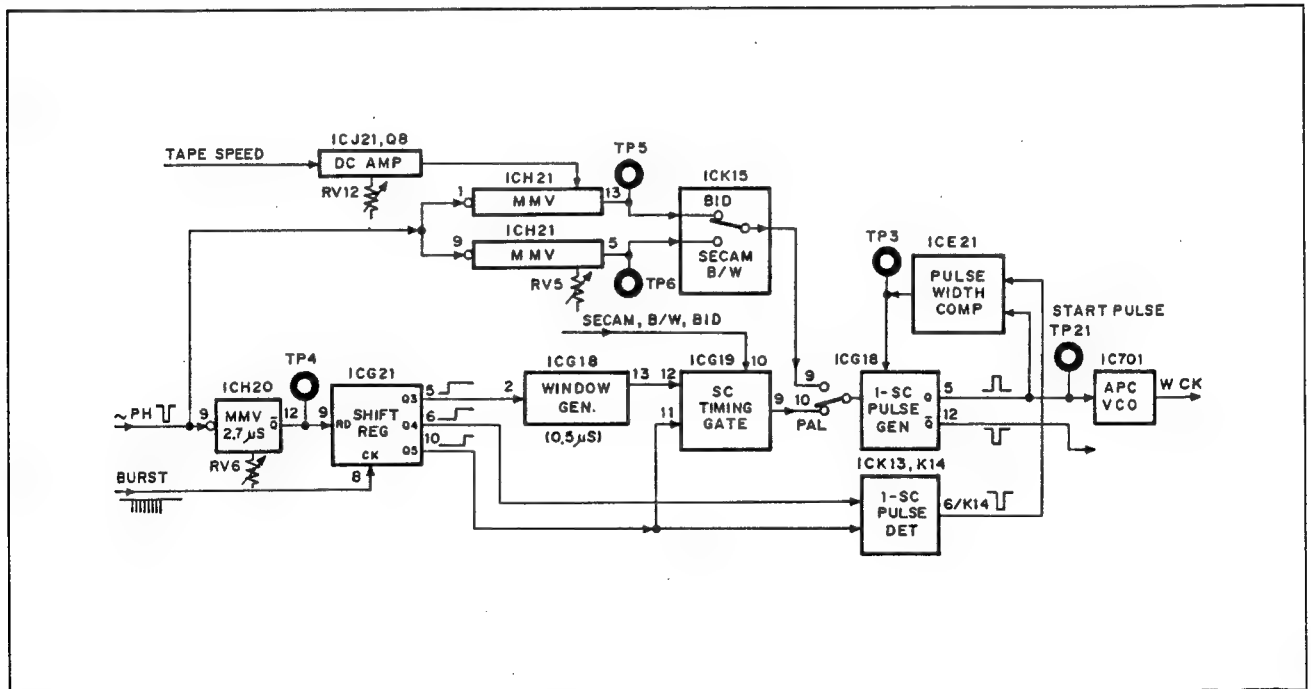 ICJ21, Q8
TAPE SPEED
DC AMP
RV12
TP5
ICH21
1
MMV
13
ICH21
9
MMV
5
RV5
TP6
ICK15
BID
SECAM
B/W
TP3
ICE21
PULSE
WIDTH
COMP
START PULSE
TP21
SECAM, B/W, BID
TP4
ICH20
~PH
9
MMV
2.7µS
Q̅
12
RV6
BURST
ICG21
9
RD
SHIFT
REG
CK
8
Q3
5
Q4
6
Q5
10
ICG18
2
WINDOW
GEN.
13
(0.5µS)
ICG19
10
12
11
SC
TIMING
GATE
9
9
10
PAL
ICG18
1-SC
PULSE
GEN
Q
5
Q̅
12
IC701
APC
VCO
W CK
ICK13, K14
1-SC
PULSE
DET
6/K14